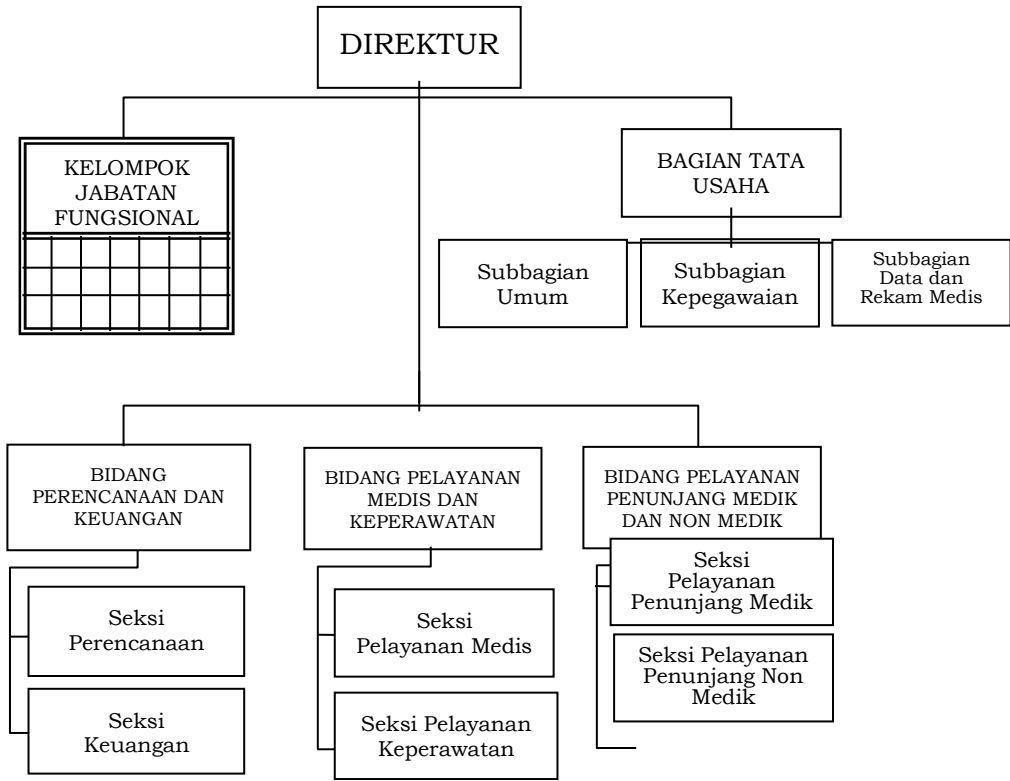 DIREKTUR
KELOMPOK
JABATAN
FUNGSIONAL
BAGIAN TATA
USAHA
Subbagian
Umum
Subbagian
Kepegawaian
Subbagian
Data dan
Rekam Medis
BIDANG
PERENCANAAN DAN
KEUANGAN
BIDANG PELAYANAN
MEDIS DAN
KEPERAWATAN
BIDANG PELAYANAN
PENUNJANG MEDIK
DAN NON MEDIK
Seksi
Perencanaan
Seksi
Keuangan
Seksi
Pelayanan Medis
Seksi Pelayanan
Keperawatan
Seksi
Pelayanan
Penunjang Medik
Seksi Pelayanan
Penunjang Non
Medik